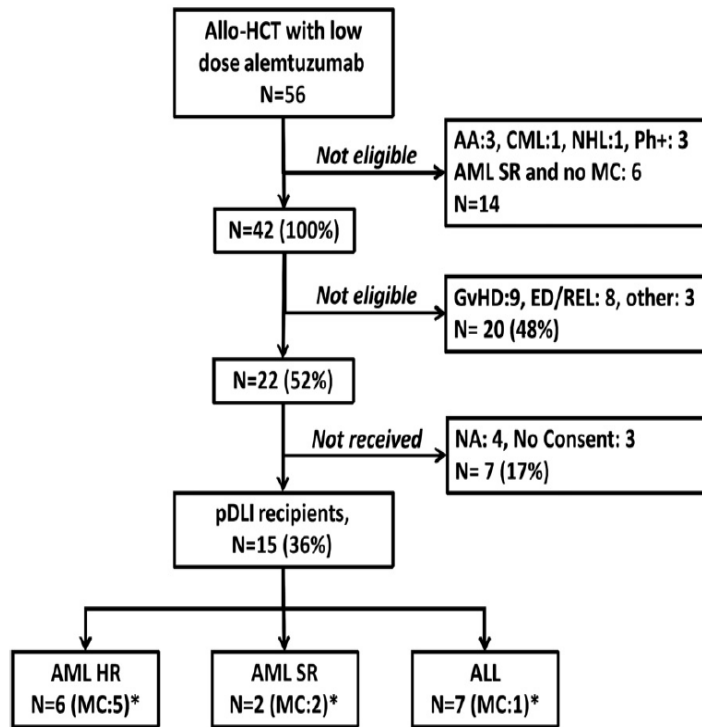 Allo-HCT with low
dose alemtuzumab
N=56
Not eligible
AA:3, CML:1, NHL:1, Ph+: 3
AML SR and no MC: 6
N=14
N=42 (100%)
Not eligible
GvHD:9, ED/REL: 8, other: 3
N= 20 (48%)
N=22 (52%)
Not received
NA: 4, No Consent: 3
N= 7 (17%)
pDLI recipients,
N=15 (36%)
AML HR
N=6 (MC:5)*
AML SR
N=2 (MC:2)*
ALL
N=7 (MC:1)*